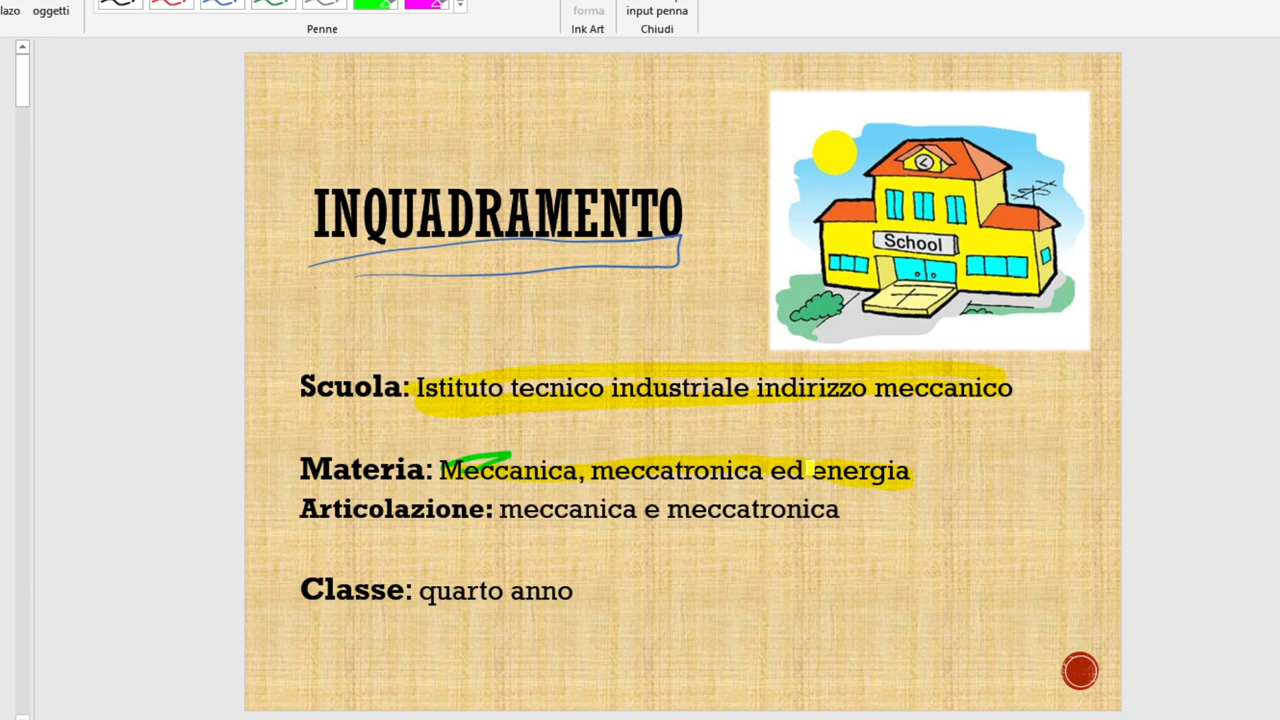 lazo
oggetti
forma
input penna
Penne
Ink Art
Chiudi
INQUADRAMENTO
School
Scuola: Istituto tecnico industriale indirizzo meccanico
Materia: Meccanica, meccatronica ed energia
Articolazione: meccanica e meccatronica
Classe: quarto anno